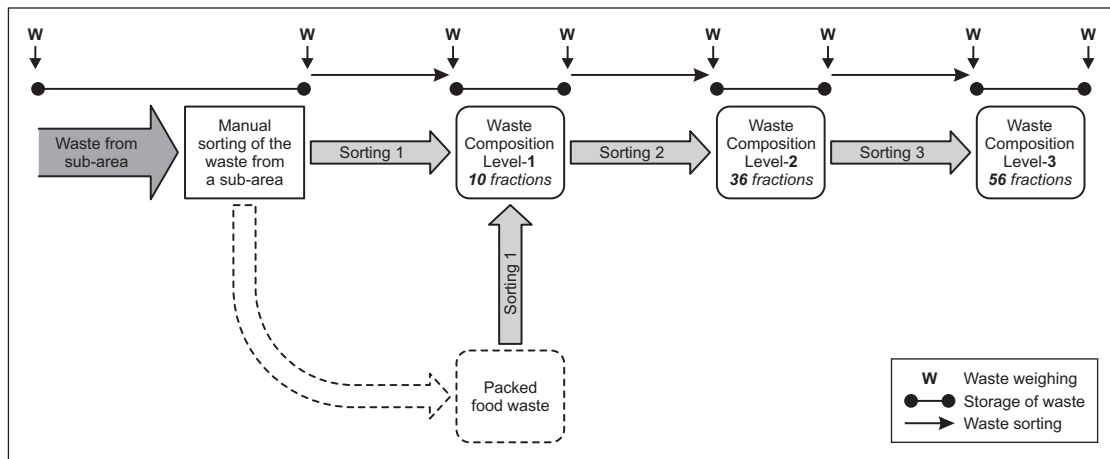 W W W W W W W W
Waste from
sub-area
Manual
sorting of the
waste from
a sub-area
Sorting 1
Waste
Composition
Level-1
10 fractions
Sorting 2
Waste
Composition
Level-2
36 fractions
Sorting 3
Waste
Composition
Level-3
56 fractions
Sorting 1
Packed
food waste
W Waste weighing
Storage of waste
Waste sorting